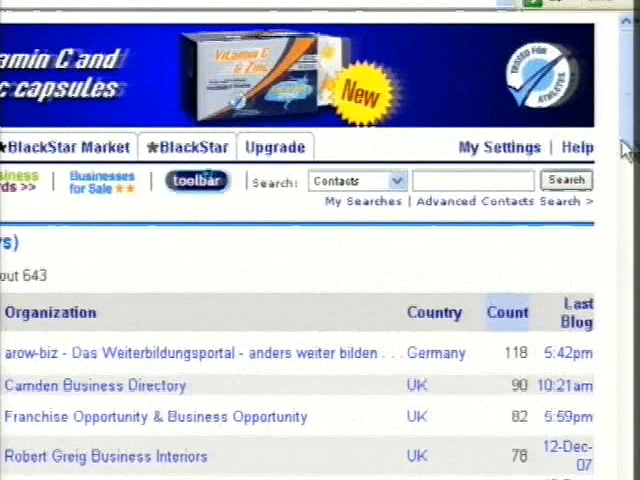 amin C and
c capsules
Vitamin C
& Zinc
New
TESTED FOR ATHLETES
*BlackStar Market
*BlackStar
Upgrade
My Settings | Help
iness
ds >>
Businesses
for Sale
toolbar
Search:
Contacts
Search
My Searches | Advanced Contacts Search >
s)
out 643
Organization
Country
Count
Last
Blog
arow-biz - Das Weiterbildungsportal - anders weiter bilden . . . Germany 118 5:42pm
Camden Business Directory UK 90 10:21am
Franchise Opportunity & Business Opportunity UK 82 5:59pm
Robert Greig Business Interiors UK 78 12-Dec-
07